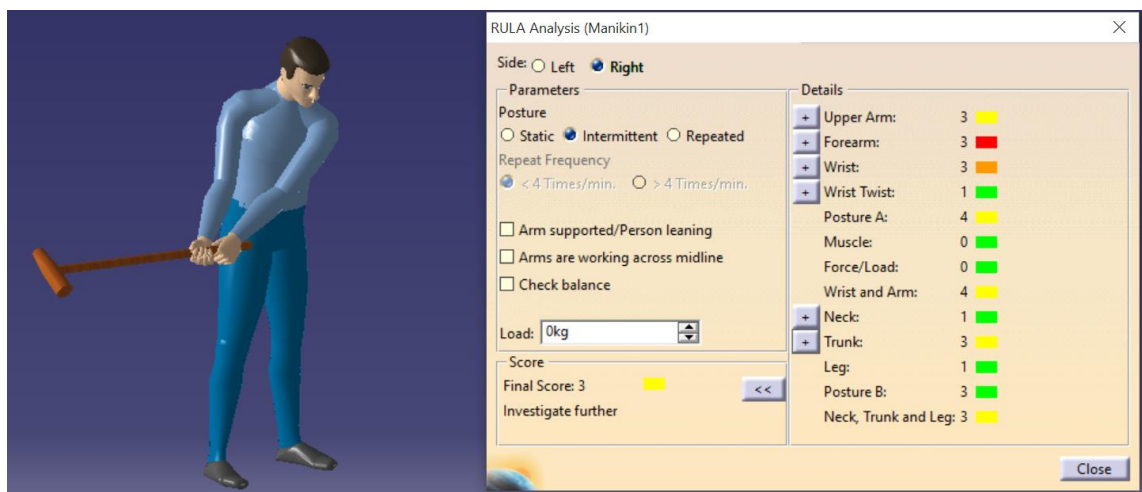 RULA Analysis (Manikin1)
Side: Left Right
Parameters
Posture
Static Intermittent Repeated
Repeat Frequency
< 4 Times/min. > 4 Times/min.
Arm supported/Person leaning
Arms are working across midline
Check balance
Load: 0kg
Score
Final Score: 3
<<
Investigate further
Details
+ Upper Arm: 3
+ Forearm: 3
+ Wrist: 3
+ Wrist Twist: 1
Posture A: 4
Muscle: 0
Force/Load: 0
Wrist and Arm: 4
+ Neck: 1
+ Trunk: 3
Leg: 1
Posture B: 3
Neck, Trunk and Leg: 3
Close